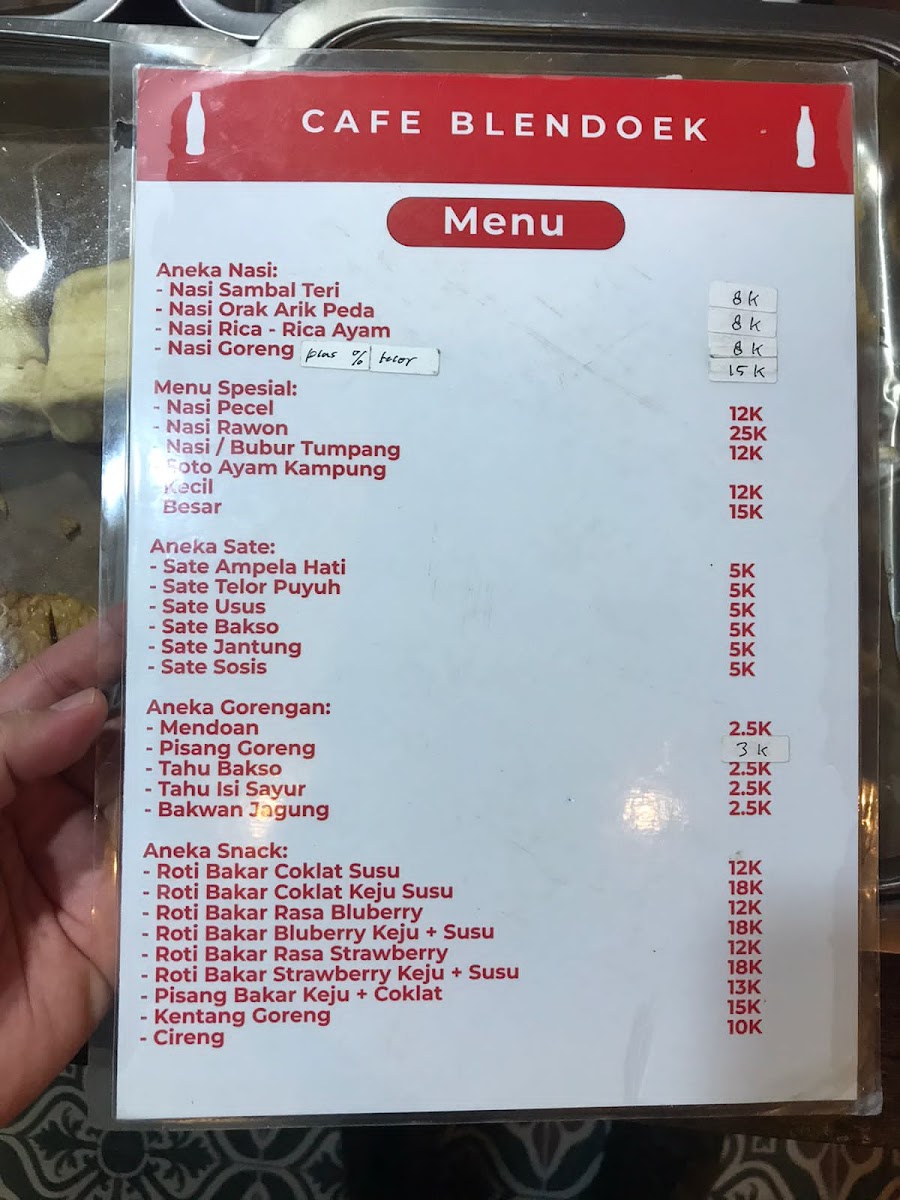 CAFE BLENDOEK
Menu
Aneka Nasi:
- Nasi Sambal Teri 8K
- Nasi Orak Arik Peda 8K
- Nasi Rica - Rica Ayam 8K
- Nasi Goreng plus telor 15K
Menu Spesial:
- Nasi Pecel 12K
- Nasi Rawon 25K
- Nasi / Bubur Tumpang 12K
- Soto Ayam Kampung
Kecil 12K
Besar 15K
Aneka Sate:
- Sate Ampela Hati 5K
- Sate Telor Puyuh 5K
- Sate Usus 5K
- Sate Bakso 5K
- Sate Jantung 5K
- Sate Sosis 5K
Aneka Gorengan:
- Mendoan 2.5K
- Pisang Goreng 3K
- Tahu Bakso 2.5K
- Tahu Isi Sayur 2.5K
- Bakwan Jagung 2.5K
Aneka Snack:
- Roti Bakar Coklat Susu 12K
- Roti Bakar Coklat Keju Susu 18K
- Roti Bakar Rasa Bluberry 12K
- Roti Bakar Bluberry Keju + Susu 18K
- Roti Bakar Rasa Strawberry 12K
- Roti Bakar Strawberry Keju + Susu 18K
- Pisang Bakar Keju + Coklat 13K
- Kentang Goreng 15K
- Cireng 10K